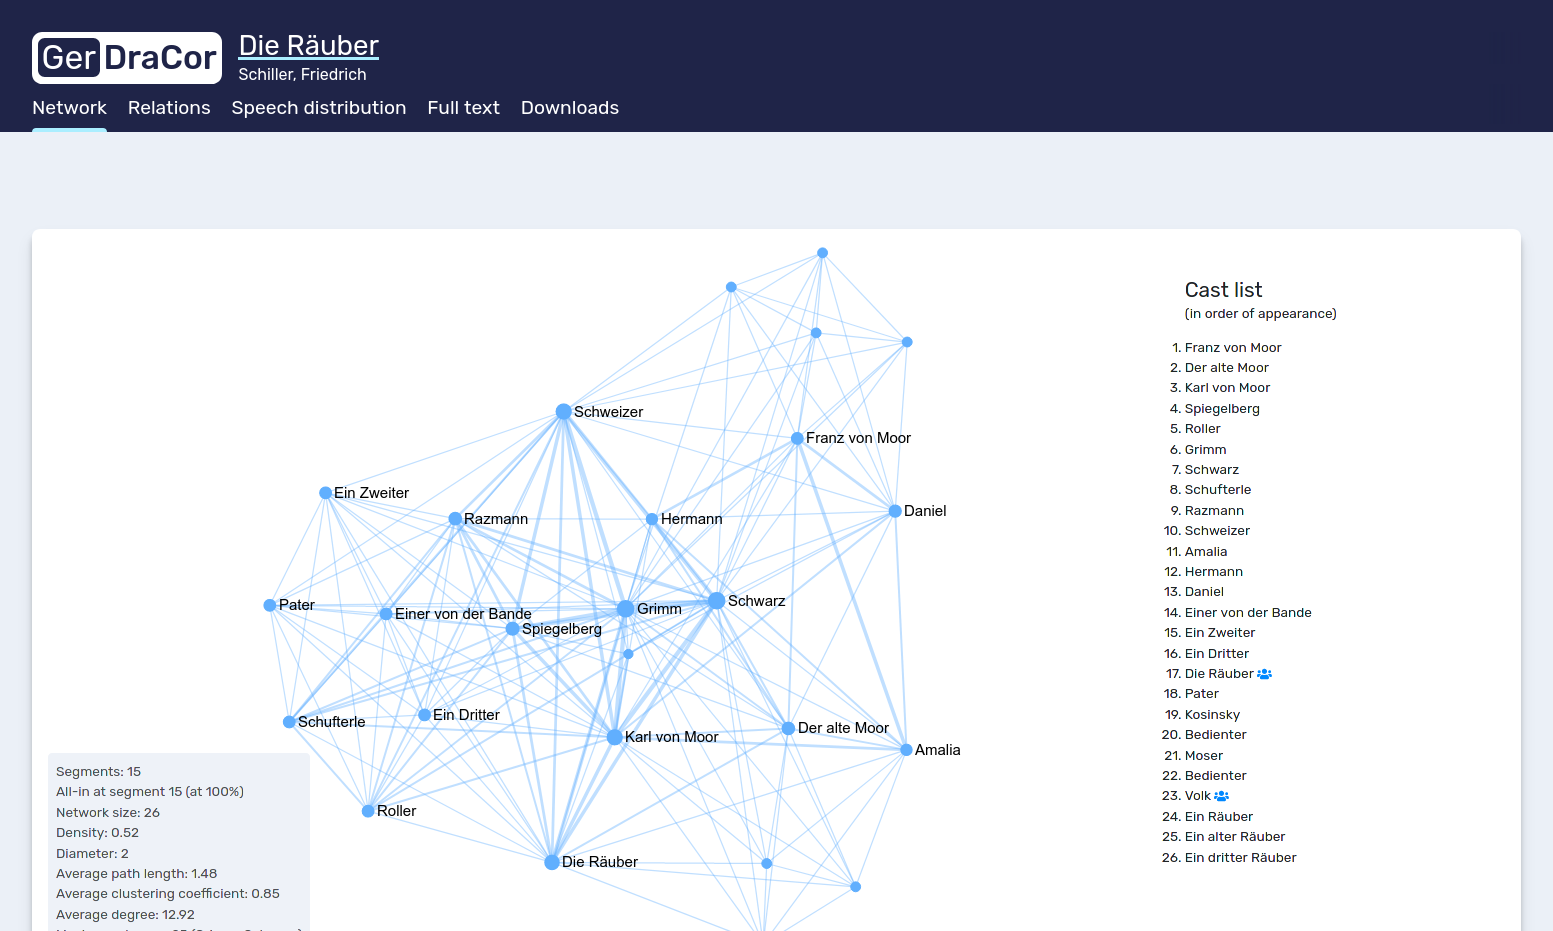 GerDraCor
Die Räuber
Schiller, Friedrich
Network Relations Speech distribution Full text Downloads
Schweizer
Franz von Moor
Ein Zweiter
Razmann
Hermann
Daniel
Pater
Einer von der Bande
Grimm
Schwarz
Spiegelberg
Schufterle
Ein Dritter
Karl von Moor
Der alte Moor
Amalia
Roller
Die Räuber
Segments: 15
All-in at segment 15 (at 100%)
Network size: 26
Density: 0.52
Diameter: 2
Average path length: 1.48
Average clustering coefficient: 0.85
Average degree: 12.92
Cast list
(in order of appearance)
1. Franz von Moor
2. Der alte Moor
3. Karl von Moor
4. Spiegelberg
5. Roller
6. Grimm
7. Schwarz
8. Schufterle
9. Razmann
10. Schweizer
11. Amalia
12. Hermann
13. Daniel
14. Einer von der Bande
15. Ein Zweiter
16. Ein Dritter
17. Die Räuber
18. Pater
19. Kosinsky
20. Bedienter
21. Moser
22. Bedienter
23. Volk
24. Ein Räuber
25. Ein alter Räuber
26. Ein dritter Räuber